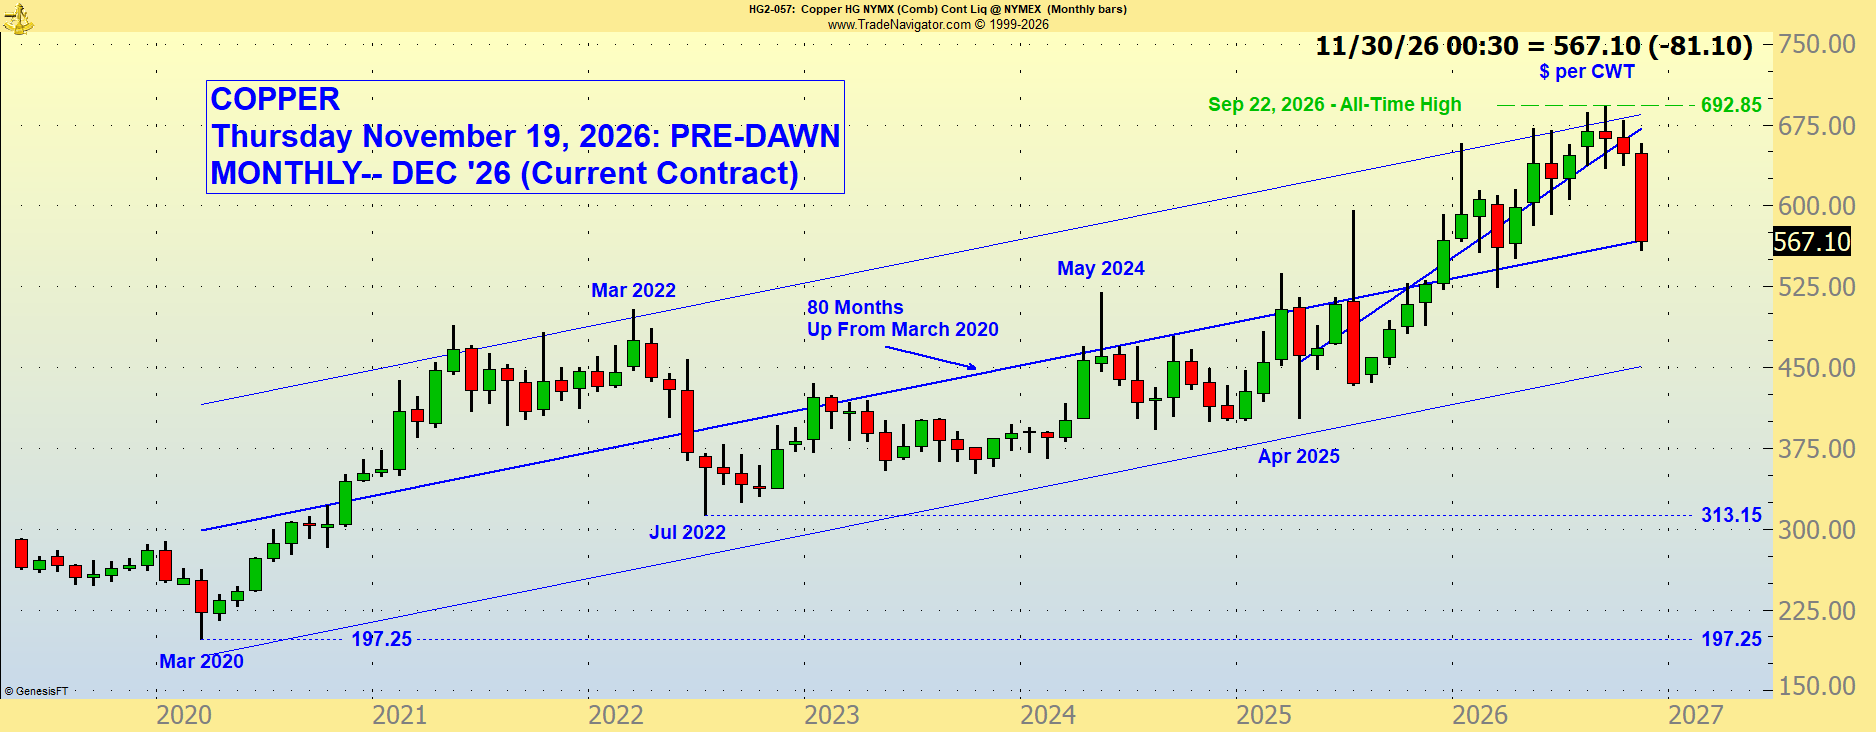 HG2-057: Copper HG NYMX (Comb) Cont Liq @ NYMEX (Monthly bars)
www.TradeNavigator.com © 1999-2026
11/30/26 00:30 = 567.10 (-81.10)
$ per CWT
COPPER
Thursday November 19, 2026: PRE-DAWN
MONTHLY-- DEC '26 (Current Contract)
Sep 22, 2026 - All-Time High
692.85
750.00
675.00
600.00
567.10
525.00
450.00
375.00
300.00
225.00
150.00
Mar 2022
May 2024
80 Months
Up From March 2020
Apr 2025
Jul 2022
313.15
197.25
197.25
Mar 2020
© GenesisFT
2020
2021
2022
2023
2024
2025
2026
2027